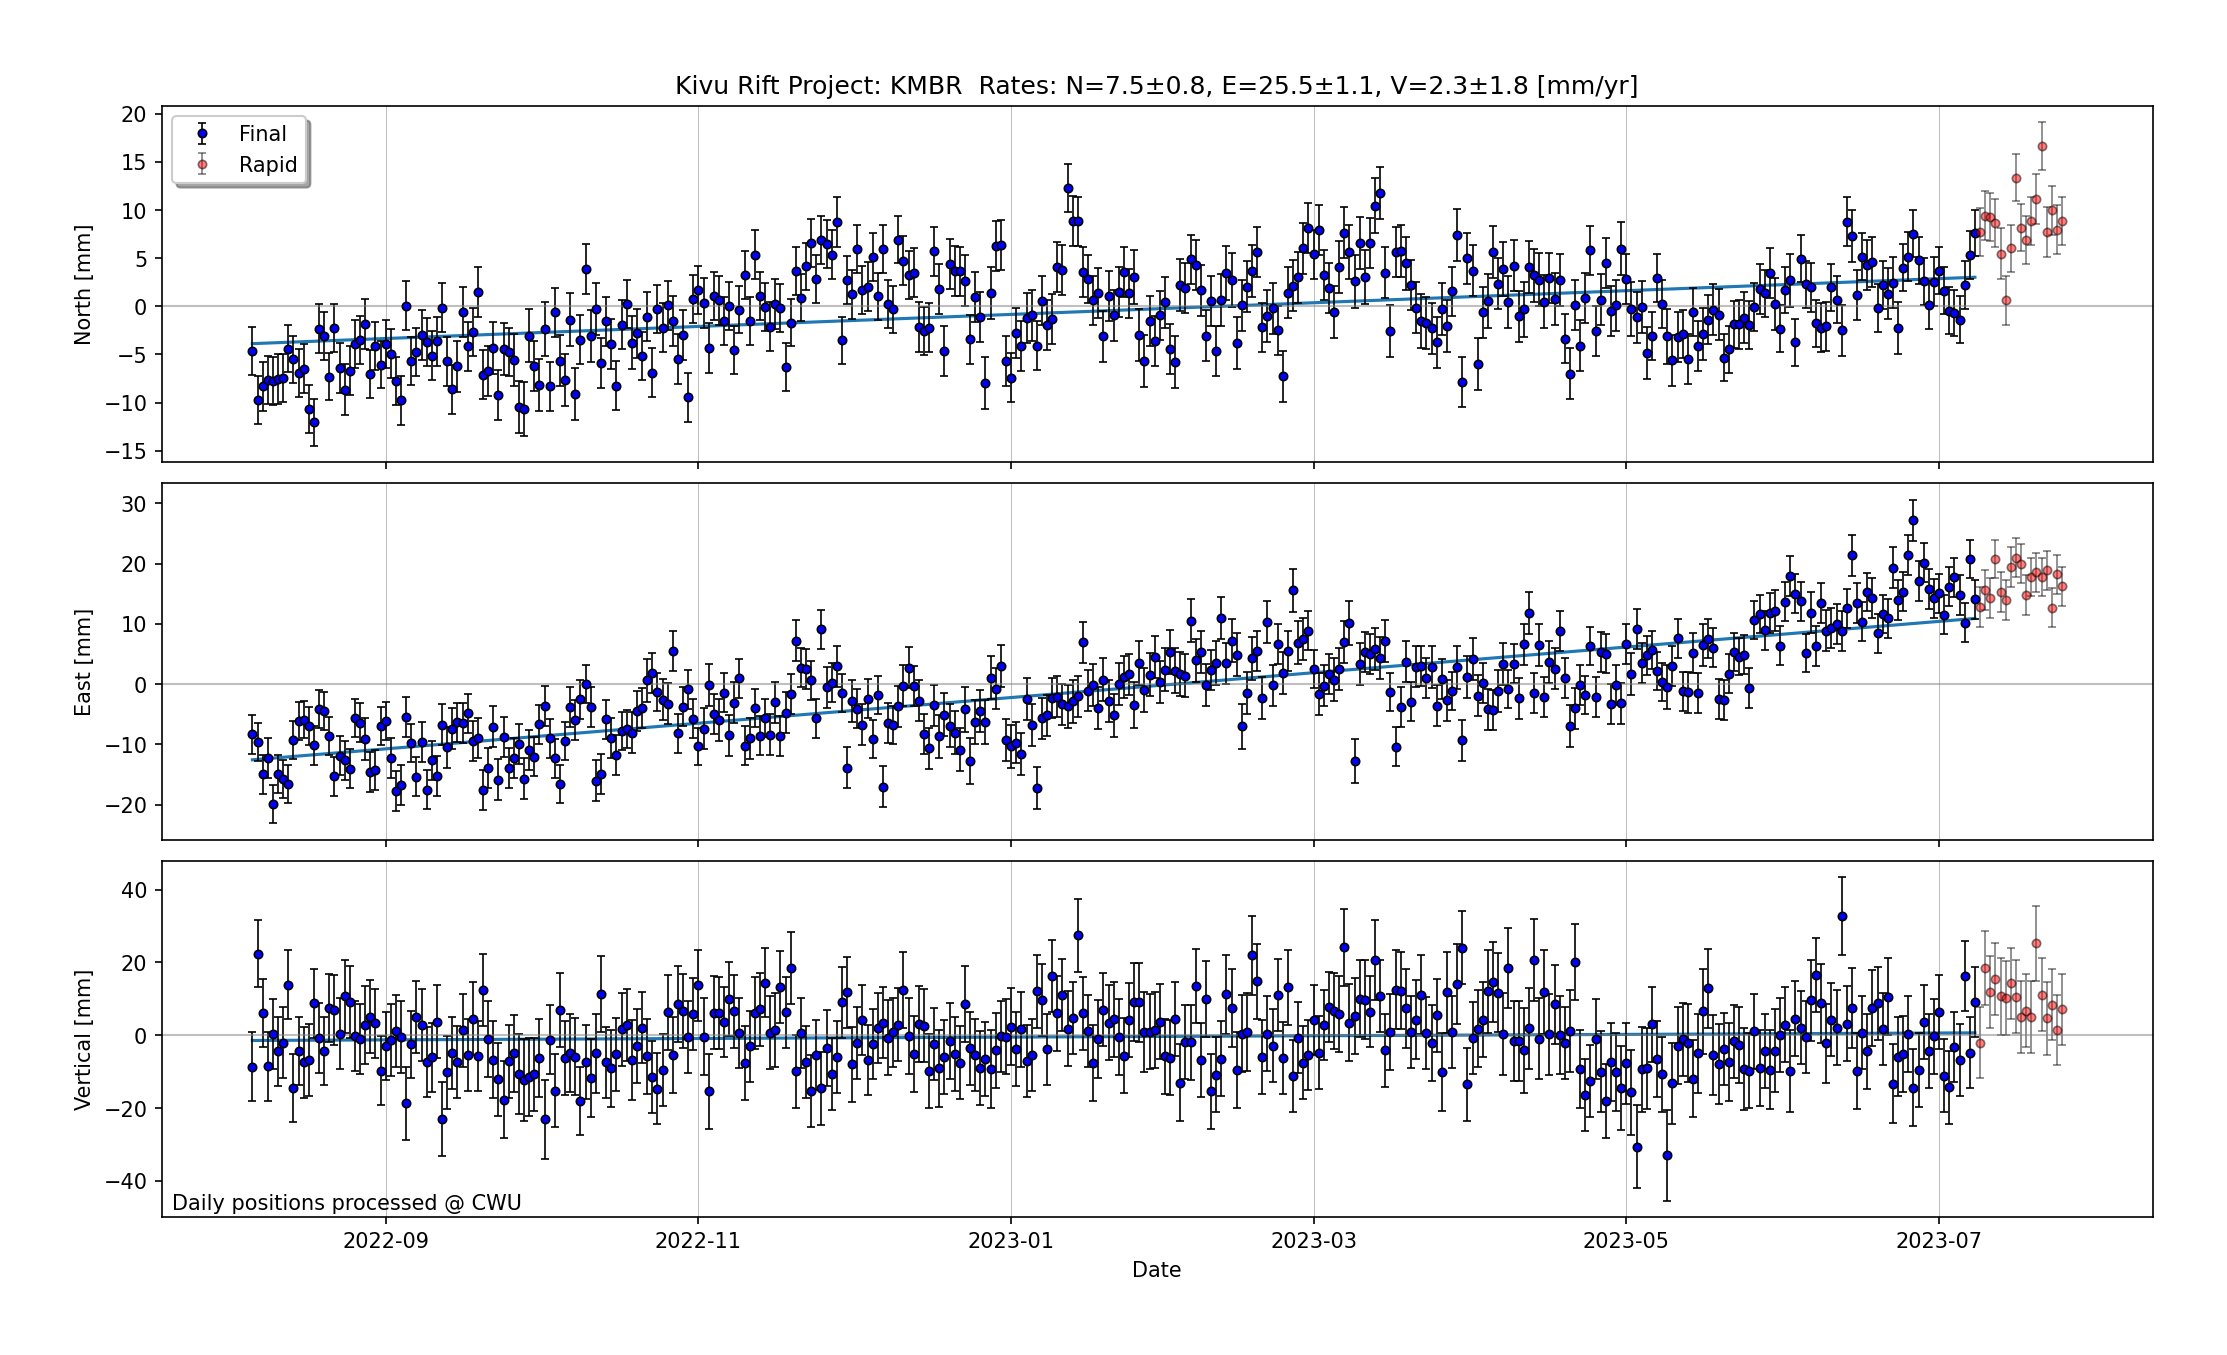 Kivu Rift Project: KMBR  Rates: N=7.5±0.8, E=25.5±1.1, V=2.3±1.8 [mm/yr]
Final
Rapid
North [mm]
20
15
10
5
0
−5
−10
−15
East [mm]
30
20
10
0
−10
−20
Vertical [mm]
40
20
0
−20
−40
Daily positions processed @ CWU
2022-09 2022-11 2023-01 2023-03 2023-05 2023-07
Date